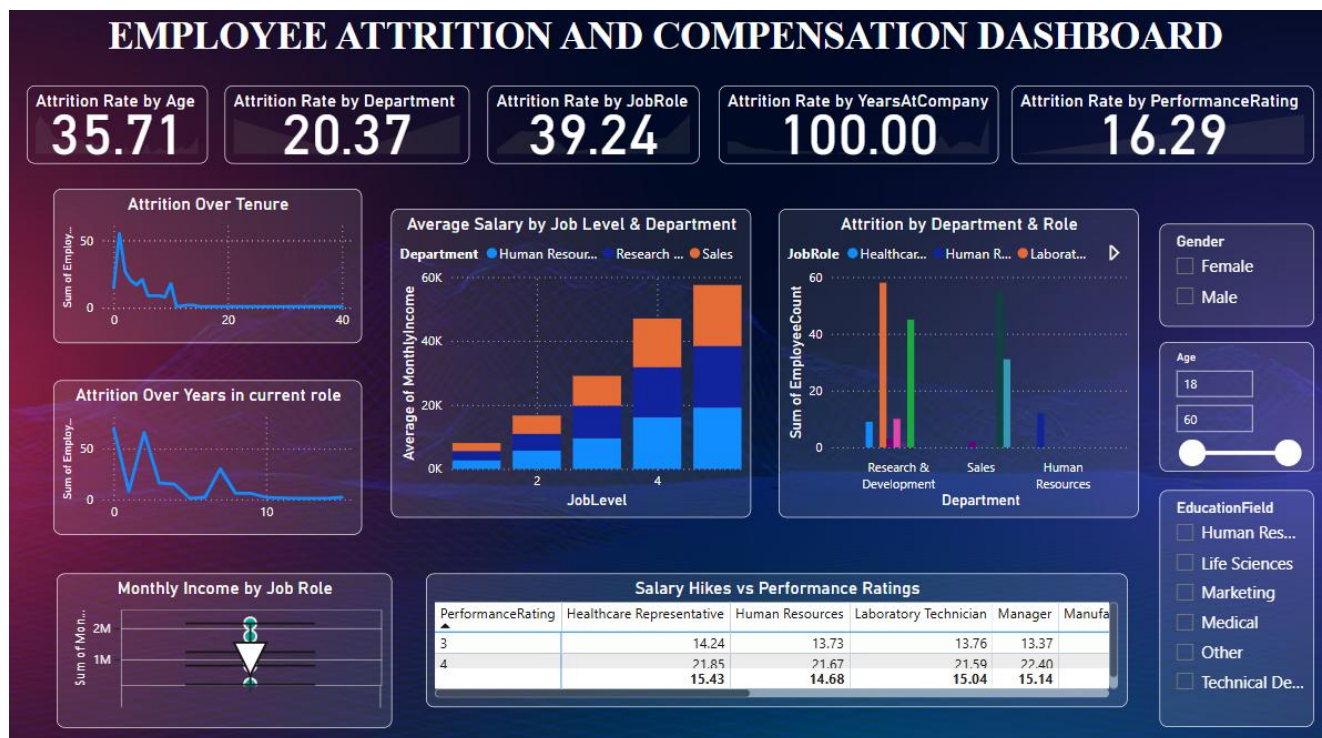 EMPLOYEE ATTRITION AND COMPENSATION DASHBOARD
Attrition Rate by Age
35.71
Attrition Rate by Department
20.37
Attrition Rate by JobRole
39.24
Attrition Rate by YearsAtCompany
100.00
Attrition Rate by PerformanceRating
16.29
Attrition Over Tenure
Sum of Employ...
50
0
0 20 40
Attrition Over Years in current role
Sum of Employ...
50
0
0 10
Average Salary by Job Level & Department
Department Human Resour... Research ... Sales
Average of MonthlyIncome
60K
40K
20K
0K
2 4
JobLevel
Attrition by Department & Role
JobRole Healthcar... Human R... Laborat...
Sum of EmployeeCount
60
40
20
0
Research & Development
Sales
Human Resources
Department
Gender
Female
Male
Age
18
60
EducationField
Human Res...
Life Sciences
Marketing
Medical
Other
Technical De...
Monthly Income by Job Role
Sum of Mon...
2M
1M
Salary Hikes vs Performance Ratings
PerformanceRating Healthcare Representative Human Resources Laboratory Technician Manager Manufa
3 14.24 13.73 13.76 13.37
4 21.85 21.67 21.59 22.40
15.43 14.68 15.04 15.14